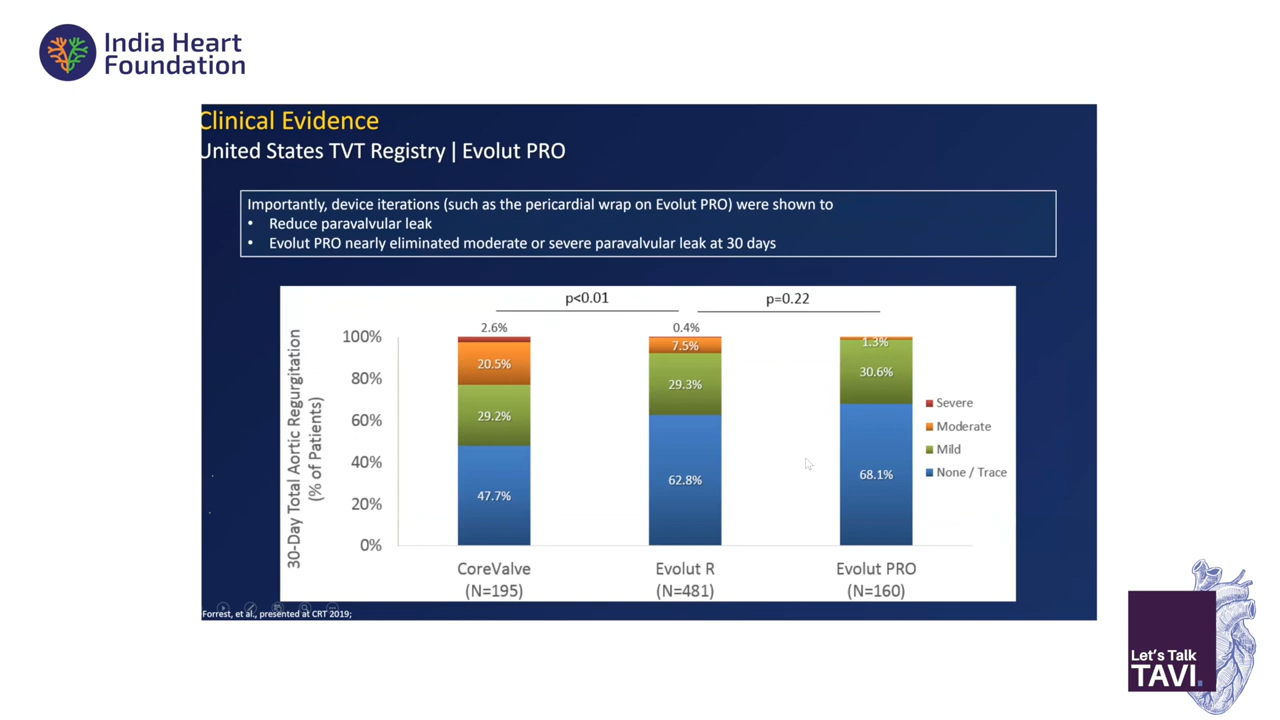 India Heart
Foundation
Clinical Evidence
United States TVT Registry | Evolut PRO
Importantly, device iterations (such as the pericardial wrap on Evolut PRO) were shown to
• Reduce paravalvular leak
• Evolut PRO nearly eliminated moderate or severe paravalvular leak at 30 days
p<0.01
p=0.22
30-Day Total Aortic Regurgitation
(% of Patients)
100%
80%
60%
40%
20%
0%
2.6%
20.5%
29.2%
47.7%
0.4%
7.5%
29.3%
62.8%
1.3%
30.6%
68.1%
Severe
Moderate
Mild
None / Trace
CoreValve
(N=195)
Evolut R
(N=481)
Evolut PRO
(N=160)
Forrest, et al., presented at CRT 2019;
Let's Talk
TAVI.